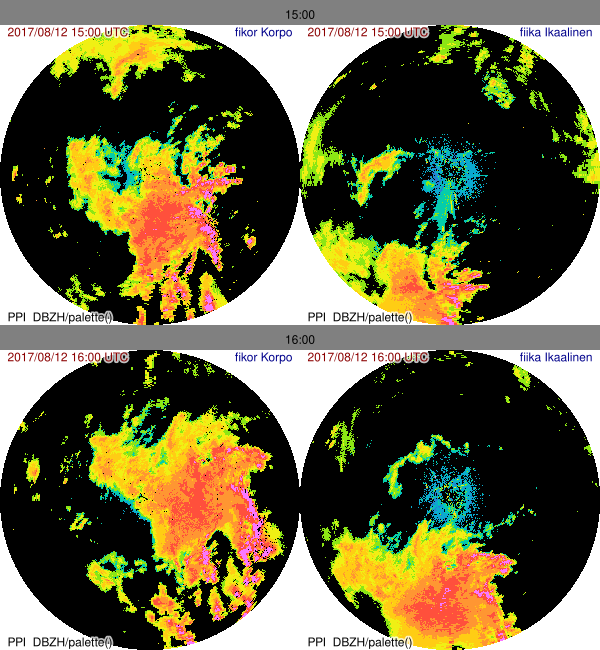 15:00
2017/08/12 15:00 UTC fikor Korpo
2017/08/12 15:00 UTC fiika Ikaalinen
PPI DBZH/palette()
PPI DBZH/palette()
16:00
2017/08/12 16:00 UTC fikor Korpo
2017/08/12 16:00 UTC fiika Ikaalinen
PPI DBZH/palette()
PPI DBZH/palette()